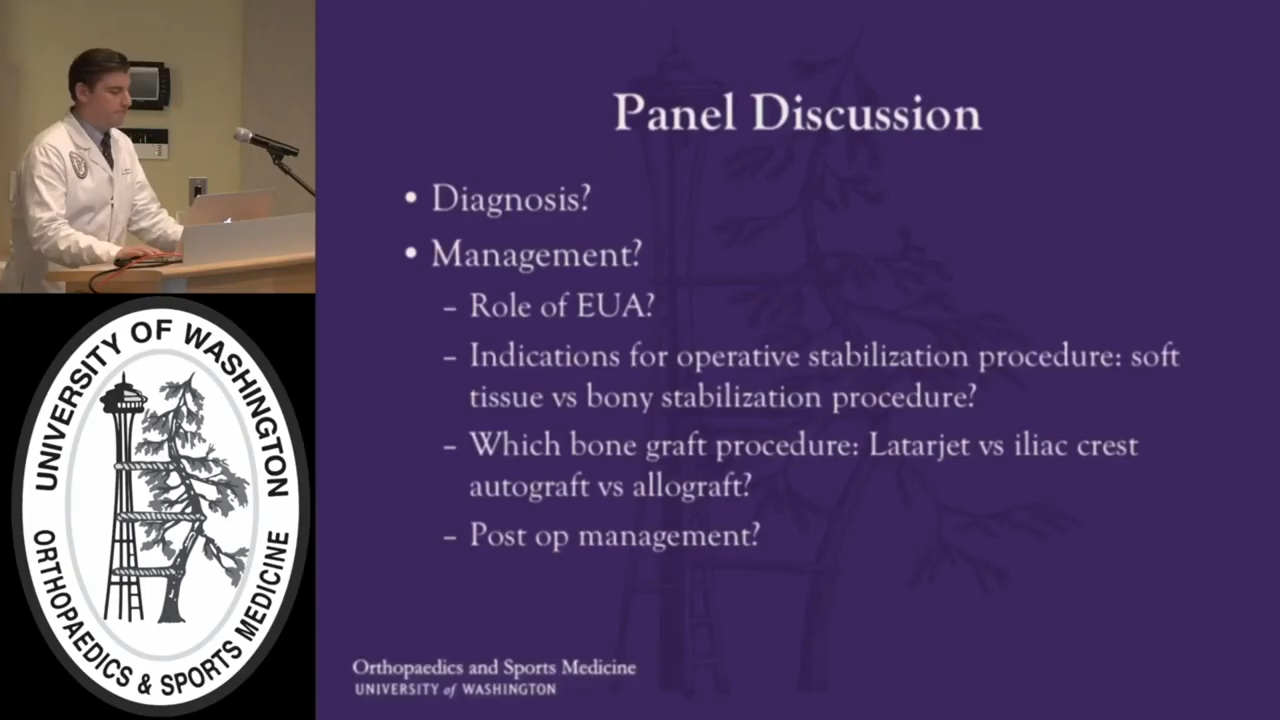 Panel Discussion
• Diagnosis?
• Management?
– Role of EUA?
– Indications for operative stabilization procedure: soft
tissue vs bony stabilization procedure?
– Which bone graft procedure: Latarjet vs iliac crest
autograft vs allograft?
– Post op management?
UNIVERSITY OF WASHINGTON
ORTHOPAEDICS & SPORTS MEDICINE
Orthopaedics and Sports Medicine
UNIVERSITY of WASHINGTON